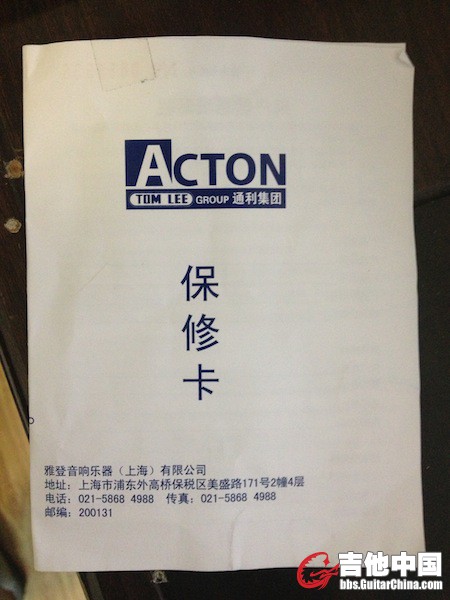 ACTON
TOM LEE GROUP 通利集团
保
修
卡
雅登音响乐器（上海）有限公司
地址：上海市浦东外高桥保税区美盛路171号2幢4层
电话：021-5868 4988 传真：021-5868 4988
邮编：200131
吉他中国
bbs.GuitarChina.com